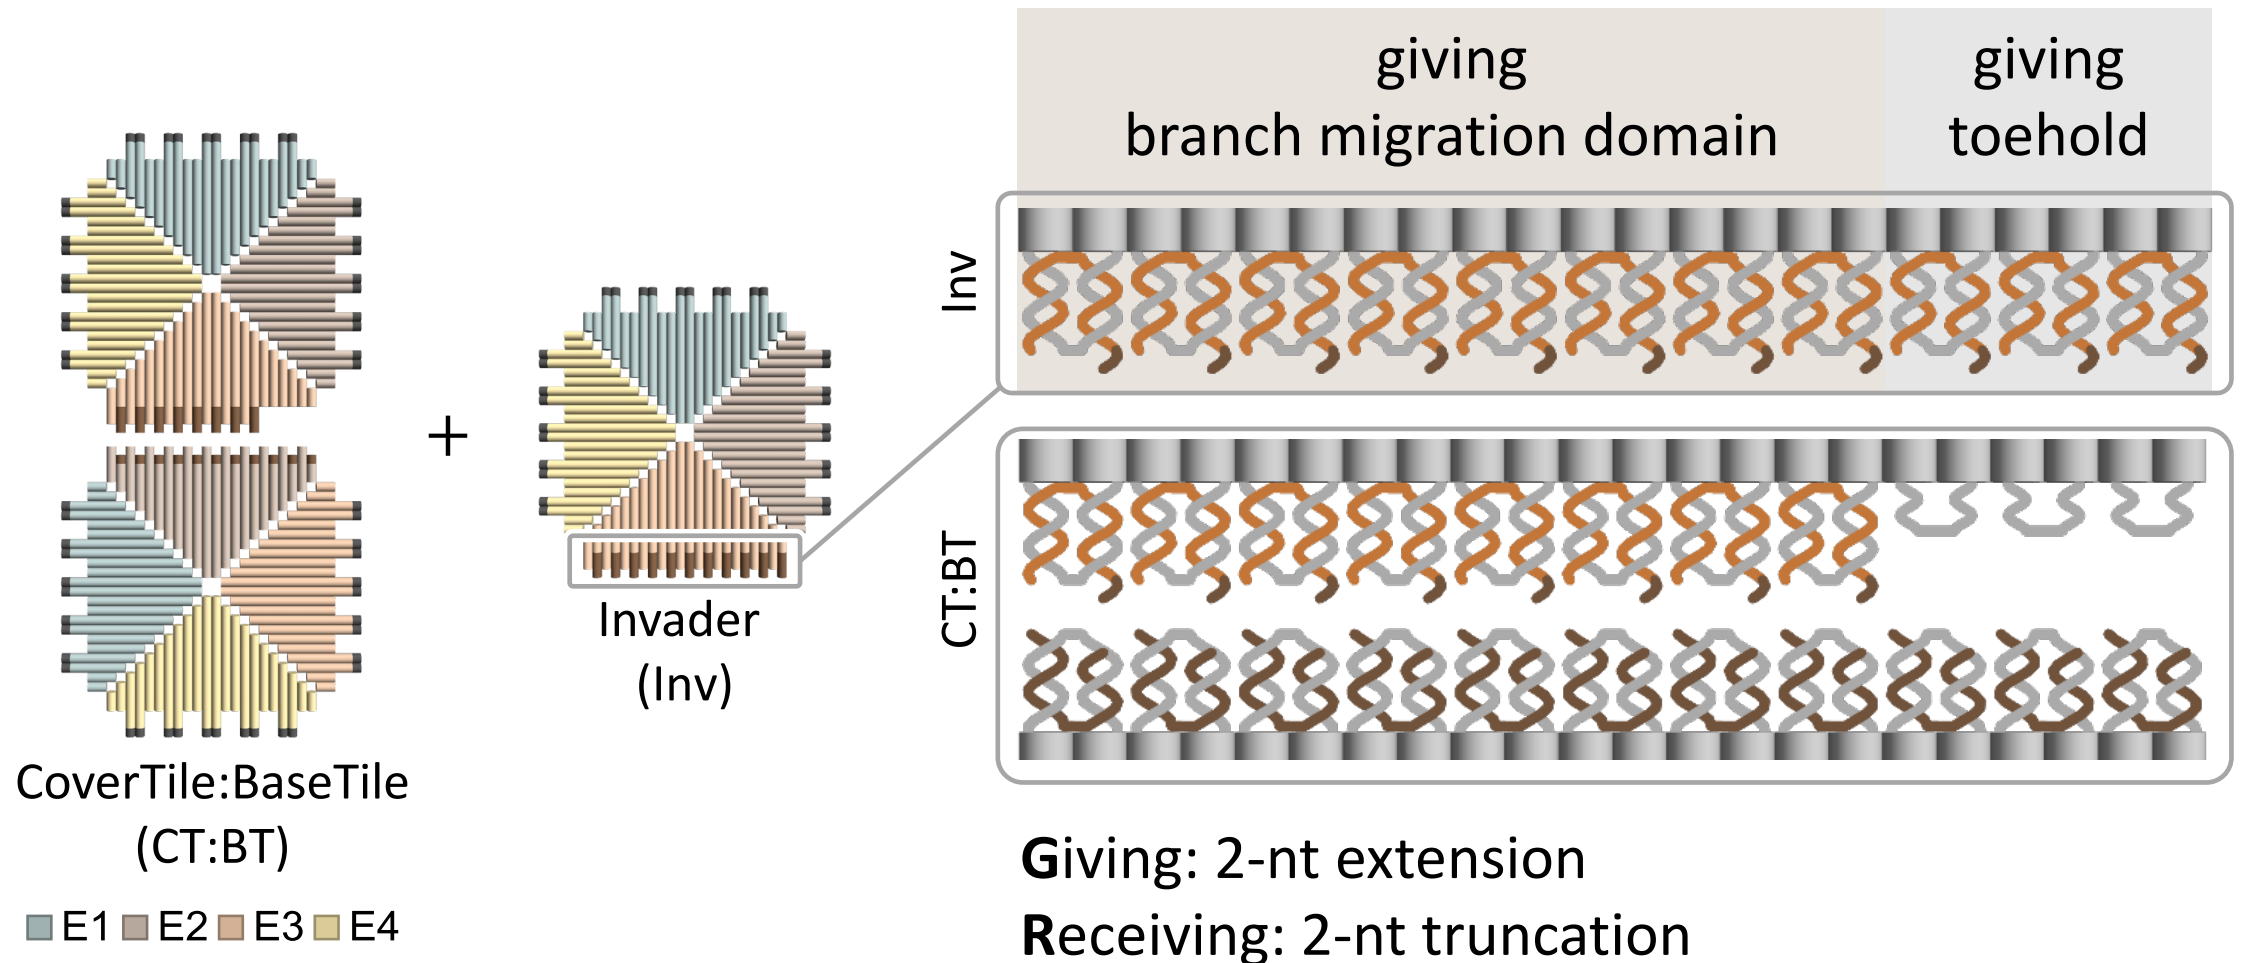 giving
branch migration domain
giving
toehold
Inv
CT:BT
+
Invader
(Inv)
CoverTile:BaseTile
(CT:BT)
E1 E2 E3 E4
Giving: 2-nt extension
Receiving: 2-nt truncation